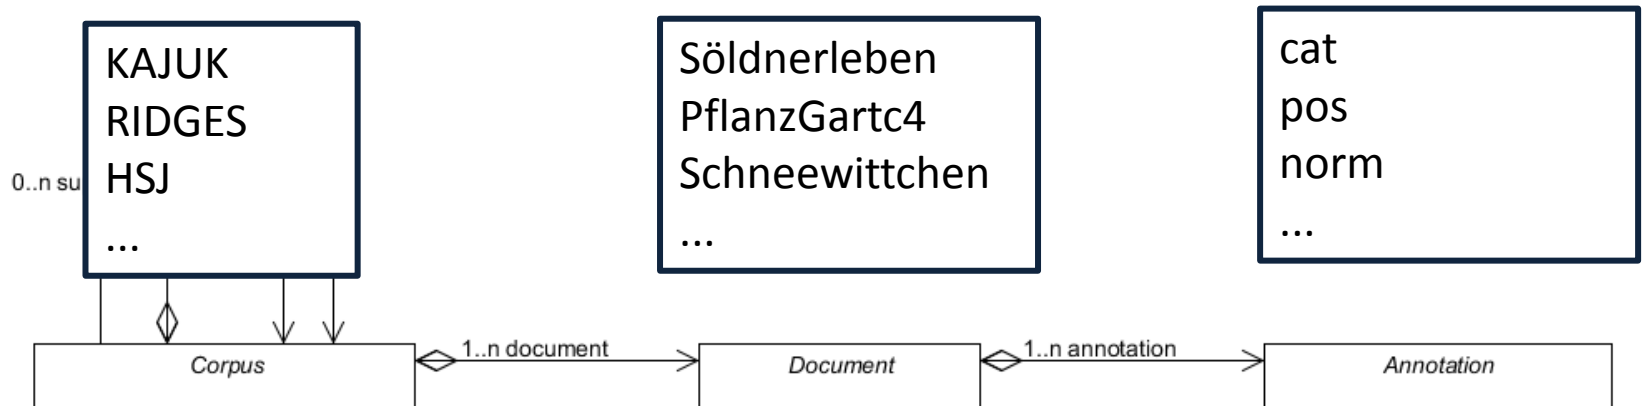 KAJUK
RIDGES
HSJ
...
Söldnerleben
PflanzGartc4
Schneewittchen
...
cat
pos
norm
...
0..n su
Corpus
1..n document
Document
1..n annotation
Annotation